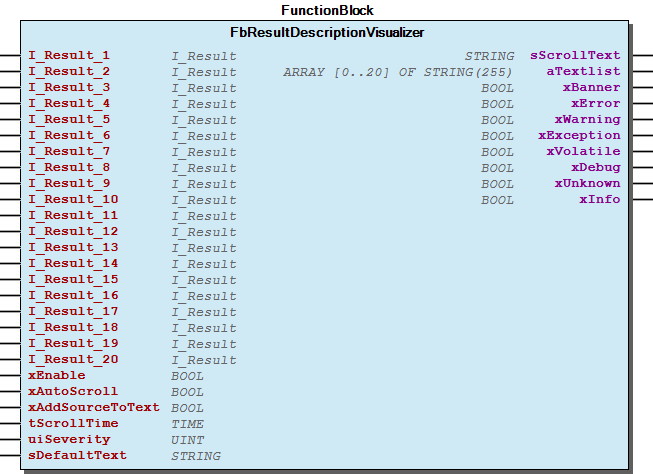 FunctionBlock
FbResultDescriptionVisualizer
I_Result_1 I_Result STRING sScrollText
I_Result_2 I_Result ARRAY [0..20] OF STRING(255) aTextlist
I_Result_3 I_Result BOOL xBanner
I_Result_4 I_Result BOOL xError
I_Result_5 I_Result BOOL xWarning
I_Result_6 I_Result BOOL xException
I_Result_7 I_Result BOOL xVolatile
I_Result_8 I_Result BOOL xDebug
I_Result_9 I_Result BOOL xUnknown
I_Result_10 I_Result BOOL xInfo
I_Result_11 I_Result
I_Result_12 I_Result
I_Result_13 I_Result
I_Result_14 I_Result
I_Result_15 I_Result
I_Result_16 I_Result
I_Result_17 I_Result
I_Result_18 I_Result
I_Result_19 I_Result
I_Result_20 I_Result
xEnable BOOL
xAutoScroll BOOL
xAddSourceToText BOOL
tScrollTime TIME
uiSeverity UINT
sDefaultText STRING